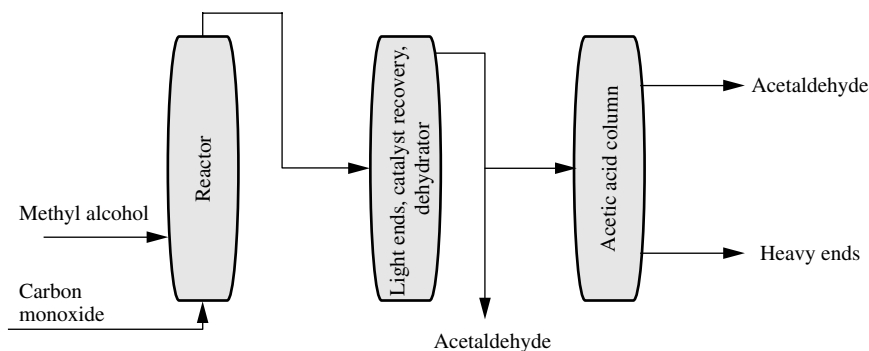 Methyl alcohol
Carbon
monoxide
Reactor
Light ends, catalyst recovery,
dehydrator
Acetaldehyde
Acetic acid column
Acetaldehyde
Heavy ends